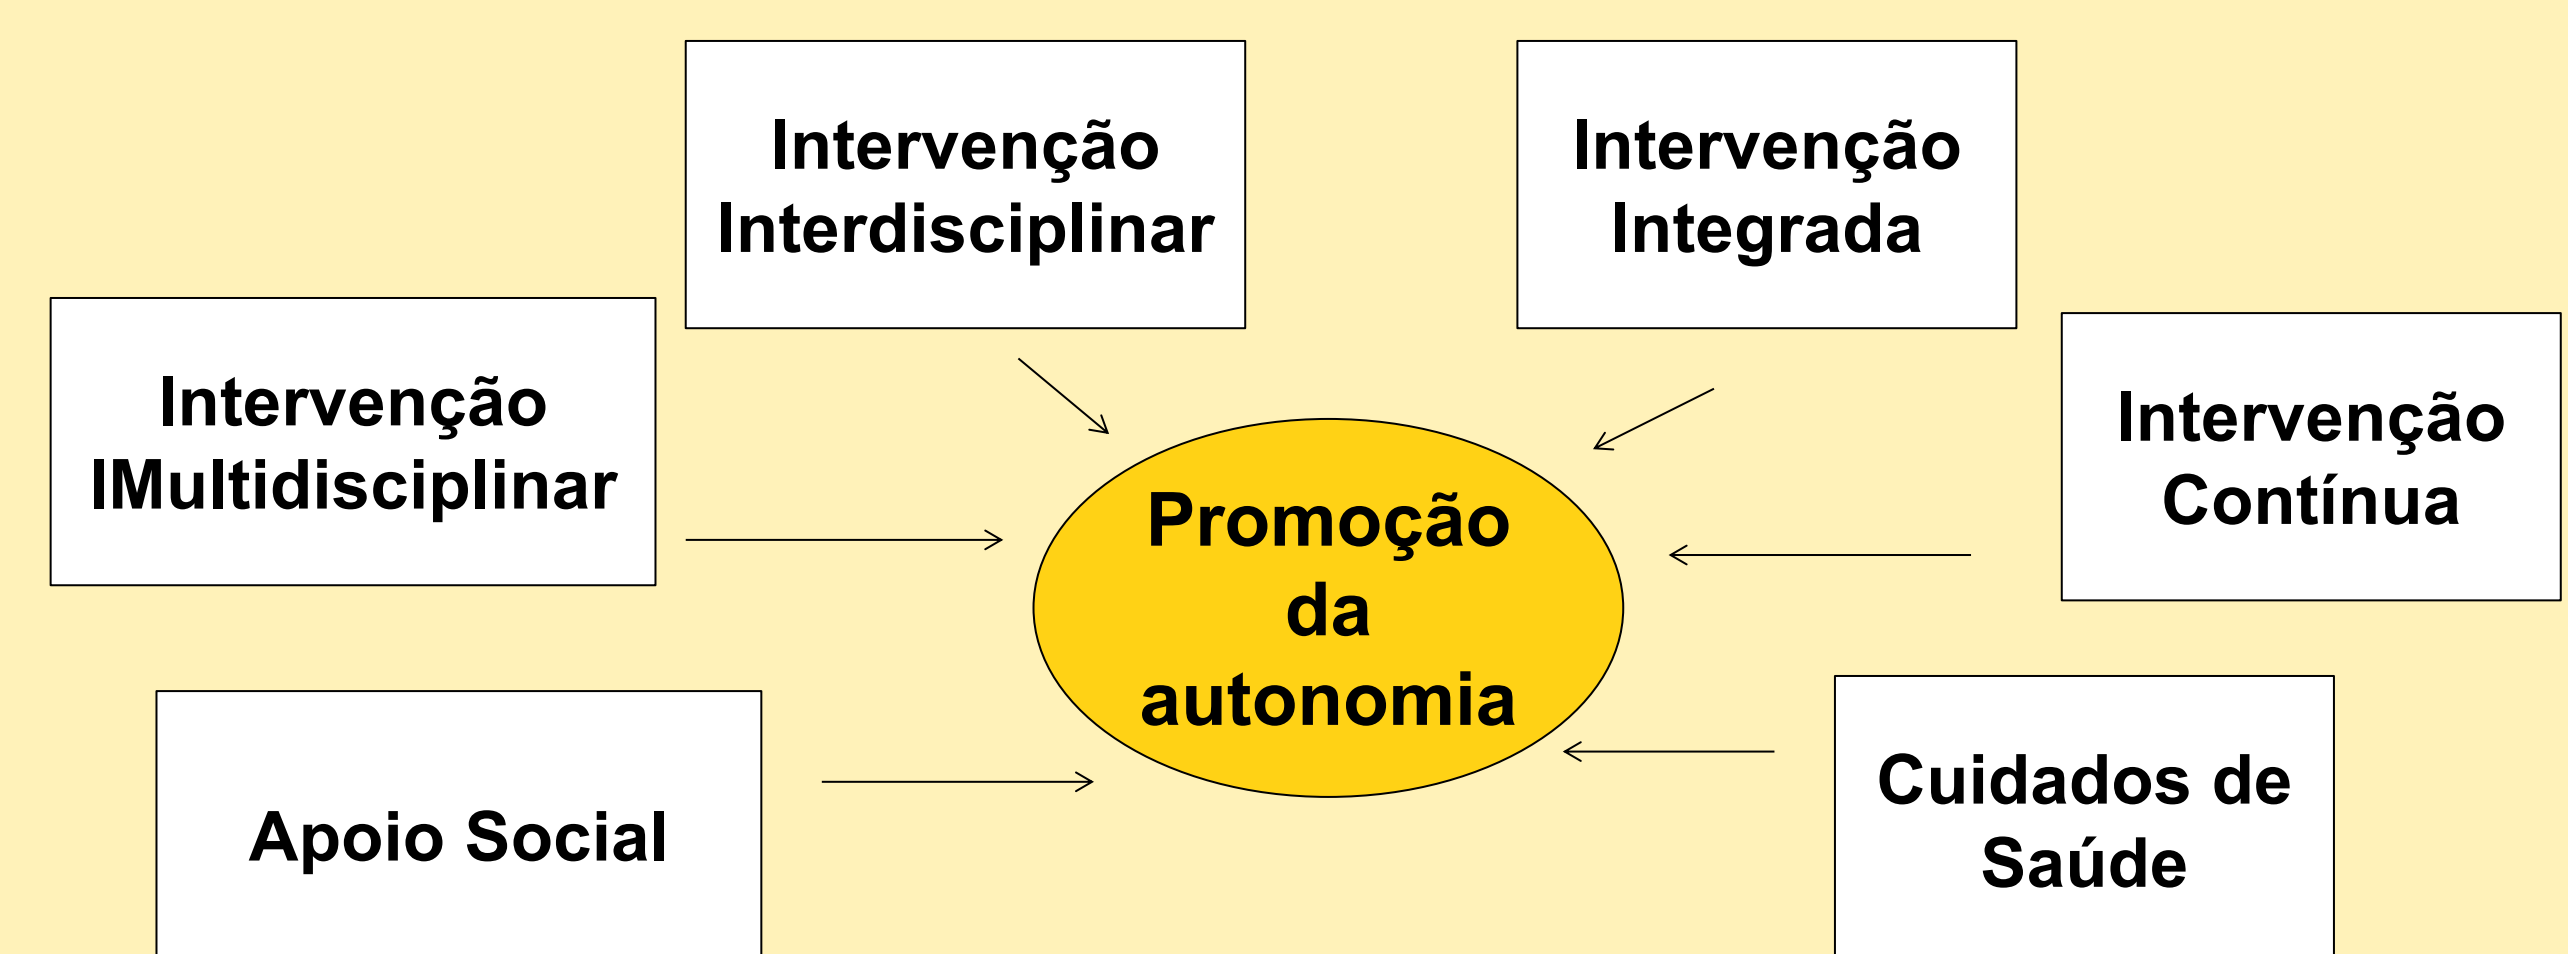 Intervenção
Interdisciplinar
Intervenção
Integrada
Intervenção
IMultidisciplinar
Intervenção
Contínua
Promoção
da
autonomia
Apoio Social
Cuidados de
Saúde